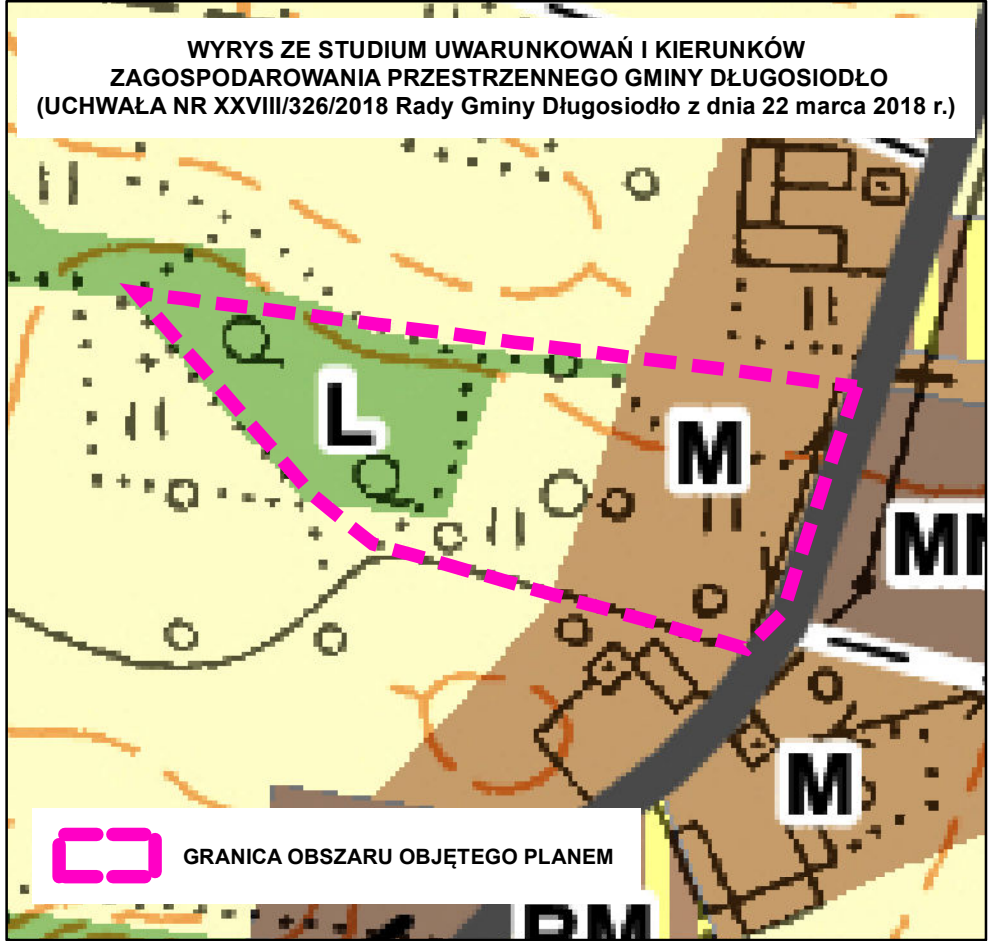 WYRYS ZE STUDIUM UWARUNKOWAŃ I KIERUNKÓW
ZAGOSPODAROWANIA PRZESTRZENNEGO GMINY DŁUGOSIODŁO
(UCHWAŁA NR XXVIII/326/2018 Rady Gminy Długosiodło z dnia 22 marca 2018 r.)
L
M
M
GRANICA OBSZARU OBJĘTEGO PLANEM